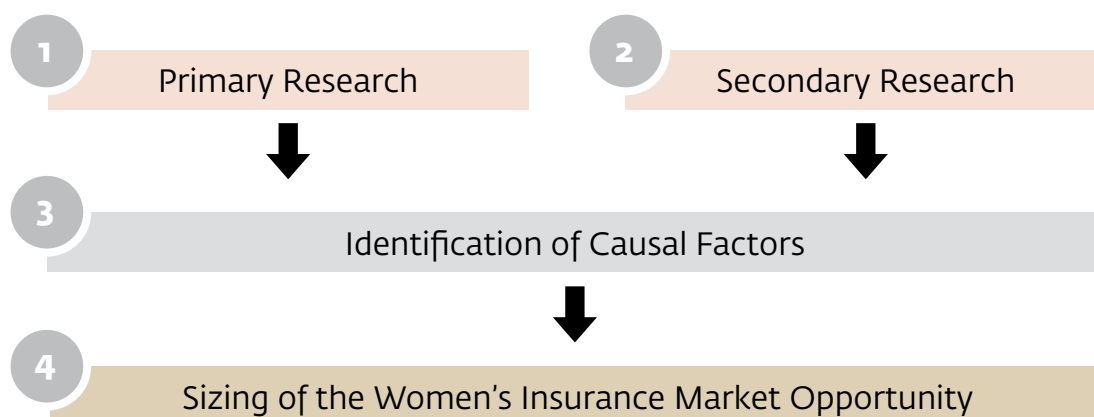 1
Primary Research
2
Secondary Research
3
Identification of Causal Factors
4
Sizing of the Women's Insurance Market Opportunity